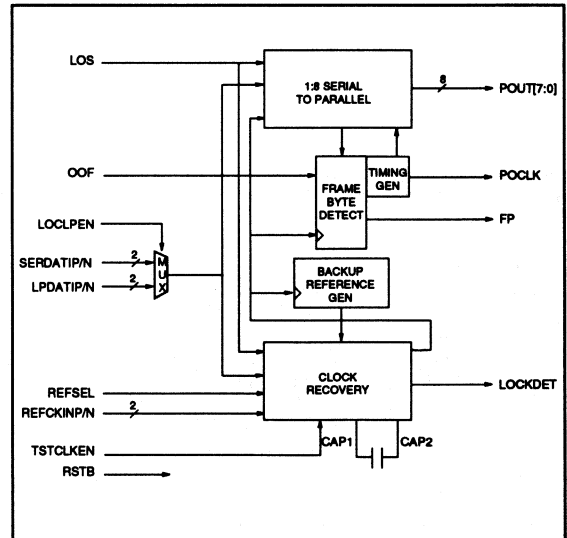 LOS
1:8 SERIAL
TO PARALLEL
8
POUT[7:0]
OOF
FRAME
BYTE
DETECT
TIMING
GEN
POCLK
FP
LOCLPEN
SERDATIP/N
2
LPDATIP/N
2
MUX
BACKUP
REFERENCE
GEN
CLOCK
RECOVERY
LOCKDET
REFSEL
REFCKINP/N
2
TSTCLKEN
CAP1
CAP2
RSTB